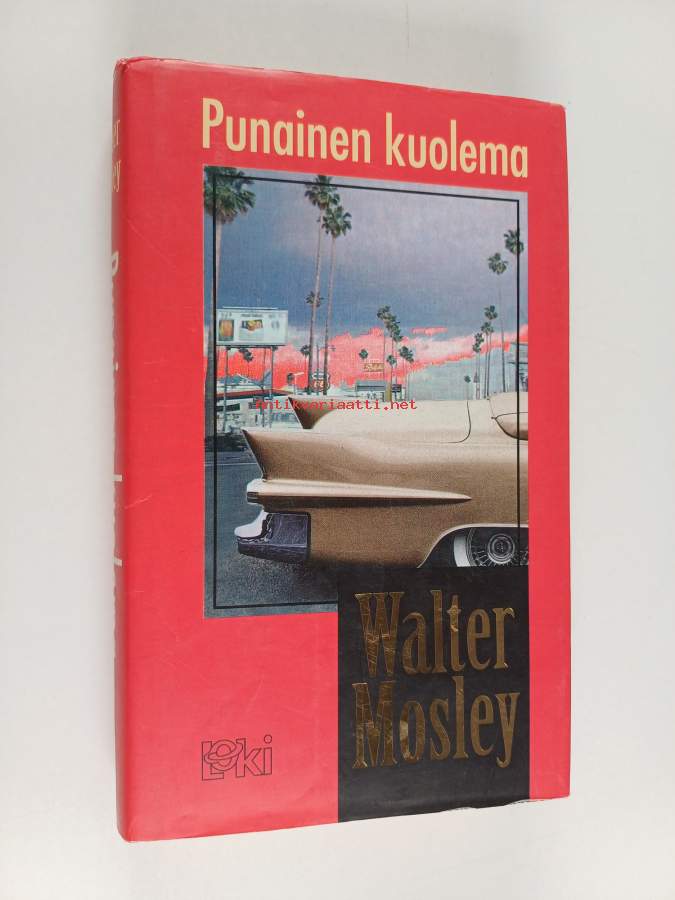 Punainen kuolema
antikvariaatti.net
Walter
Mosley
Loki